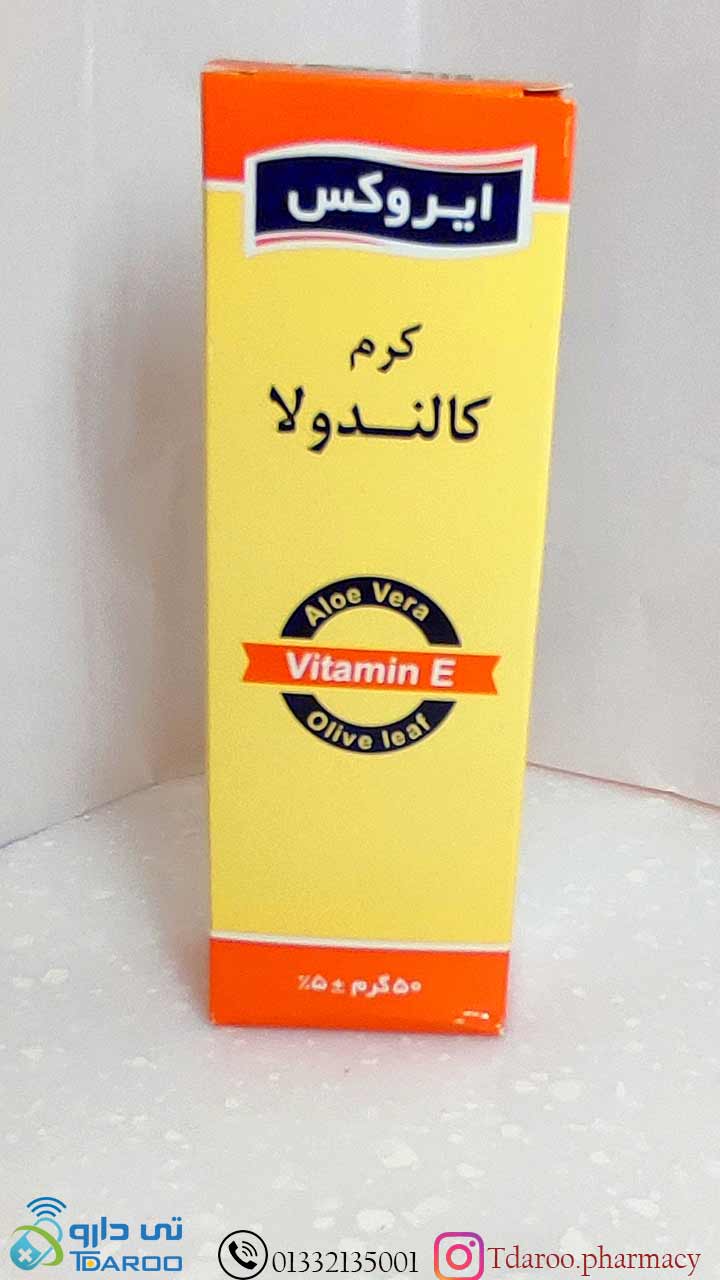 ایروکس
کرم
کالندولا
Aloe Vera
Vitamin E
Olive leaf
۵۰ گرم ± ۵٪
تی دارو
TDAROO
01332135001
Tdaroo.pharmacy